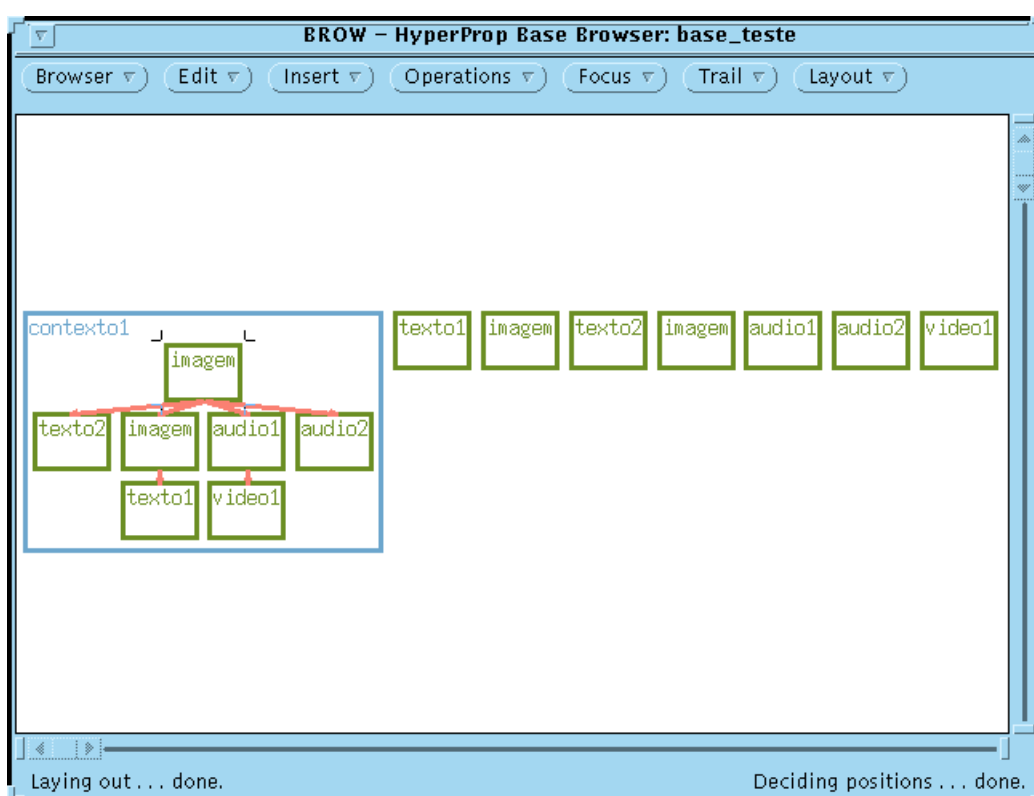 BROW – HyperProp Base Browser: base_teste
Browser Edit Insert Operations Focus Trail Layout
contexto1
imagem
texto2 imagem audio1 audio2
texto1 video1
texto1 imagem texto2 imagem audio1 audio2 video1
Laying out . . . done.
Deciding positions . . . done.